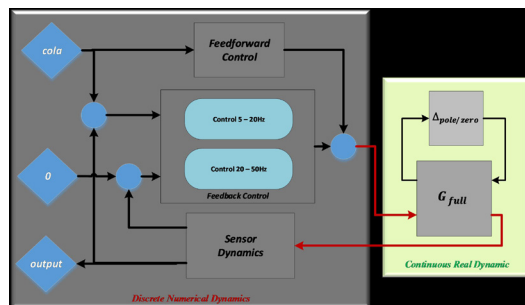 cola
Feedforward
Control
Control 5 – 20Hz
Control 20 – 50Hz
Feedback Control
0
Sensor
Dynamics
output
Discrete Numerical Dynamics
Δpole/zero
Gfull
Continuous Real Dynamic